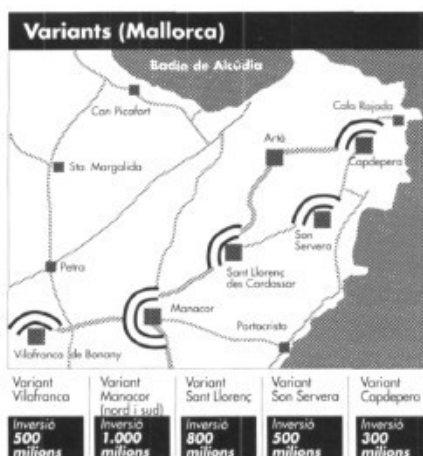 Variants (Mallorca)
Badia de Alcúdia
Can Picafort
Cala Rajada
Artà
Capdepera
Sta. Margalida
Son
Servera
Petra
Sant Llorenç
des Cardassar
Manacor
Portocristo
Vilafranca de Bonany
Variant
Vilafranca
Inversió
500
milions
Variant
Manacor
(nord i sud)
Inversió
1.000
milions
Variant
Sant Llorenç
Inversió
800
milions
Variant
Son Servera
Inversió
500
milions
Variant
Capdepera
Inversió
300
milions